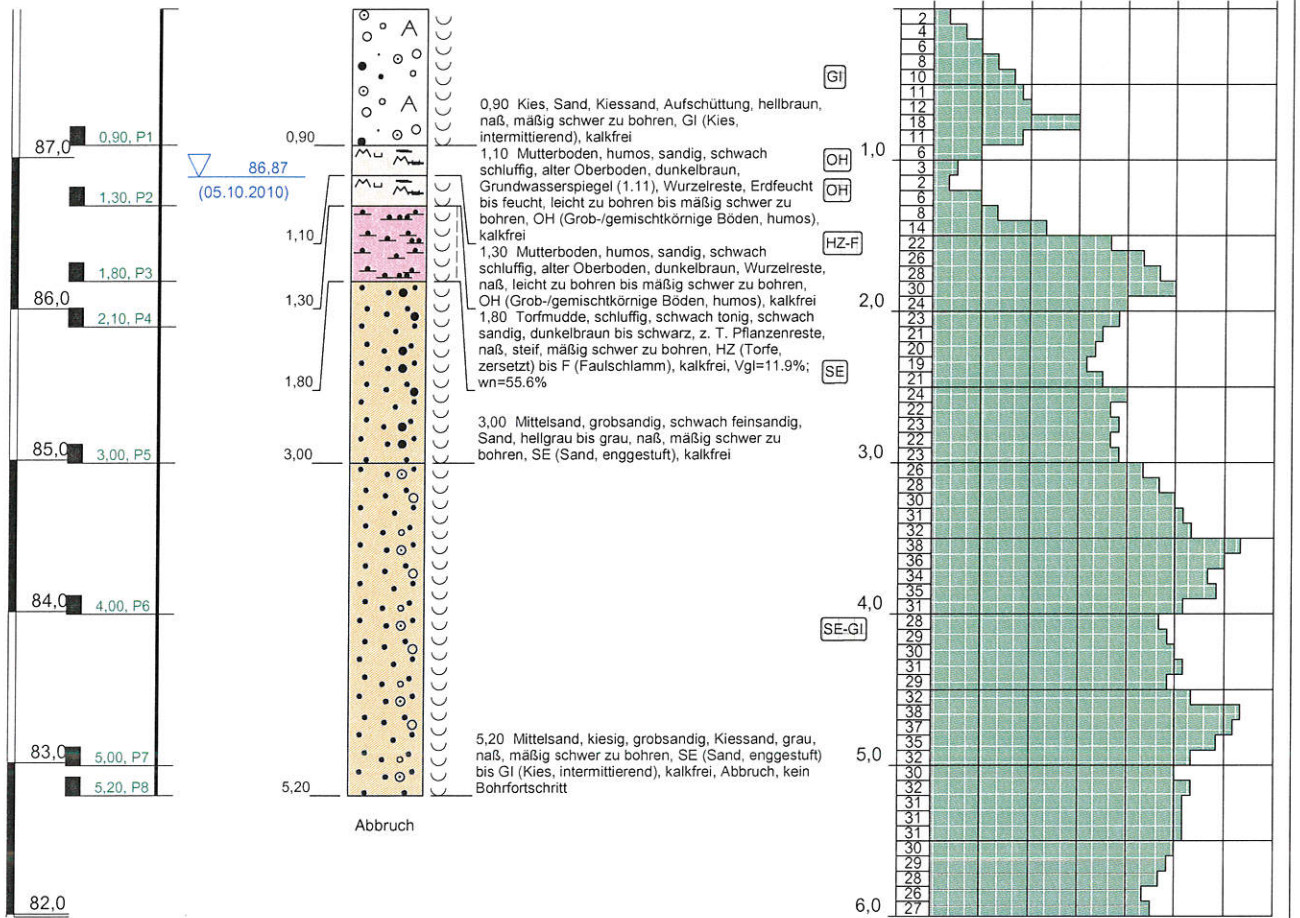 87,0
86,0
85,0
84,0
83,0
82,0
0,90, P1
1,30, P2
1,80, P3
2,10, P4
3,00, P5
4,00, P6
5,00, P7
5,20, P8
86,87
(05.10.2010)
0,90
1,10
1,30
1,80
3,00
5,20
A
A
Abbruch
0,90 Kies, Sand, Kiessand, Aufschüttung, hellbraun,
naß, mäßig schwer zu bohren, GI (Kies,
intermittierend), kalkfrei
1,10 Mutterboden, humos, sandig, schwach
schluffig, alter Oberboden, dunkelbraun,
Grundwasserspiegel (1.11), Wurzelreste, Erdfeucht
bis feucht, leicht zu bohren bis mäßig schwer zu
bohren, OH (Grob-/gemischtkörnige Böden, humos),
kalkfrei
1,30 Mutterboden, humos, sandig, schwach
schluffig, alter Oberboden, dunkelbraun, Wurzelreste,
naß, leicht zu bohren bis mäßig schwer zu bohren,
OH (Grob-/gemischtkörnige Böden, humos), kalkfrei
1,80 Torfmudde, schluffig, schwach tonig, schwach
sandig, dunkelbraun bis schwarz, z. T. Pflanzenreste,
naß, steif, mäßig schwer zu bohren, HZ (Torfe,
zersetzt) bis F (Faulschlamm), kalkfrei, Vgl=11.9%;
wn=55.6%
3,00 Mittelsand, grobsandig, schwach feinsandig,
Sand, hellgrau bis grau, naß, mäßig schwer zu
bohren, SE (Sand, enggestuft), kalkfrei
5,20 Mittelsand, kiesig, grobsandig, Kiessand, grau,
naß, mäßig schwer zu bohren, SE (Sand, enggestuft)
bis GI (Kies, intermittierend), kalkfrei, Abbruch, kein
Bohrfortschritt
GI
OH
OH
HZ-F
SE
SE-GI
1,0
2,0
3,0
4,0
5,0
6,0
2
4
6
8
10
11
12
18
11
6
3
2
6
8
14
22
26
28
30
24
23
21
20
19
21
24
22
23
22
23
26
28
30
31
32
38
36
34
35
31
28
29
30
31
29
32
38
37
35
32
30
32
31
31
31
30
29
28
26
27